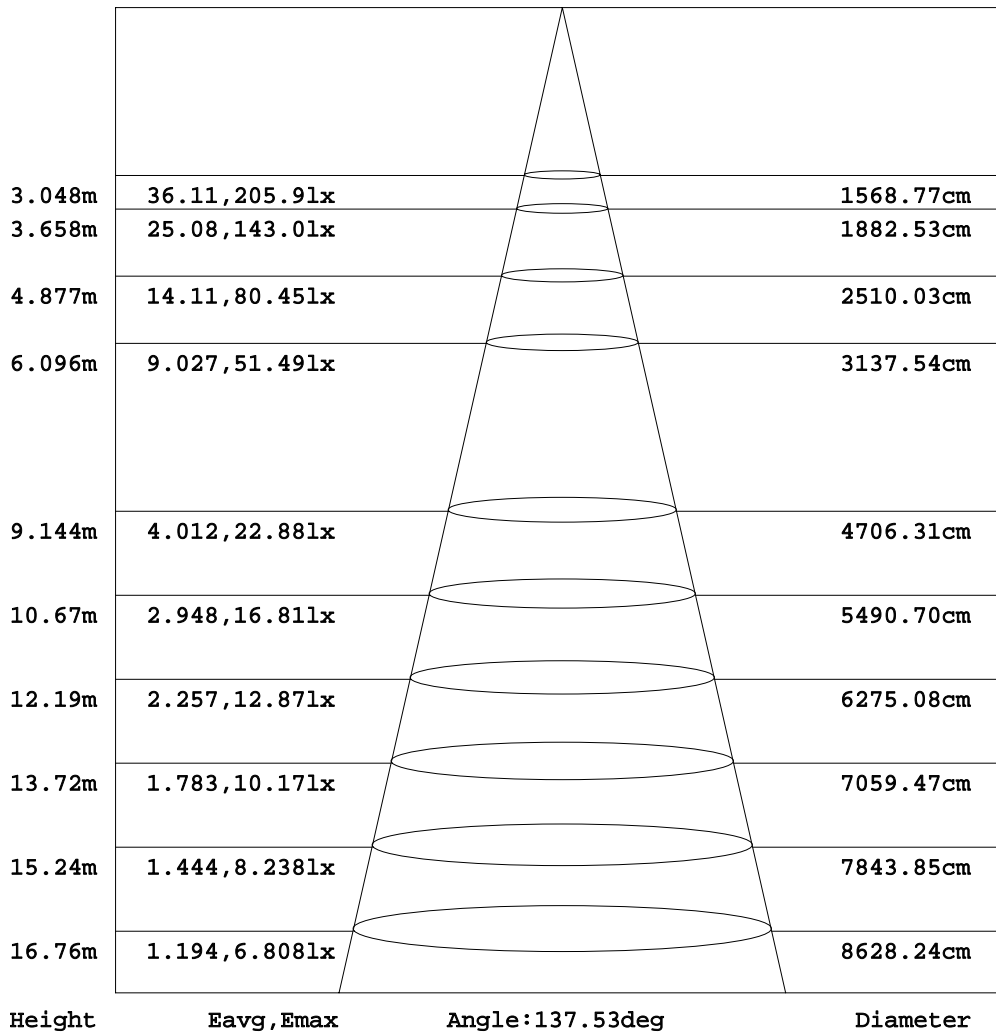 3.048m 36.11,205.9lx 1568.77cm
3.658m 25.08,143.0lx 1882.53cm
4.877m 14.11,80.45lx 2510.03cm
6.096m 9.027,51.49lx 3137.54cm
9.144m 4.012,22.88lx 4706.31cm
10.67m 2.948,16.81lx 5490.70cm
12.19m 2.257,12.87lx 6275.08cm
13.72m 1.783,10.17lx 7059.47cm
15.24m 1.444,8.238lx 7843.85cm
16.76m 1.194,6.808lx 8628.24cm
Height Eavg,Emax Angle:137.53deg Diameter